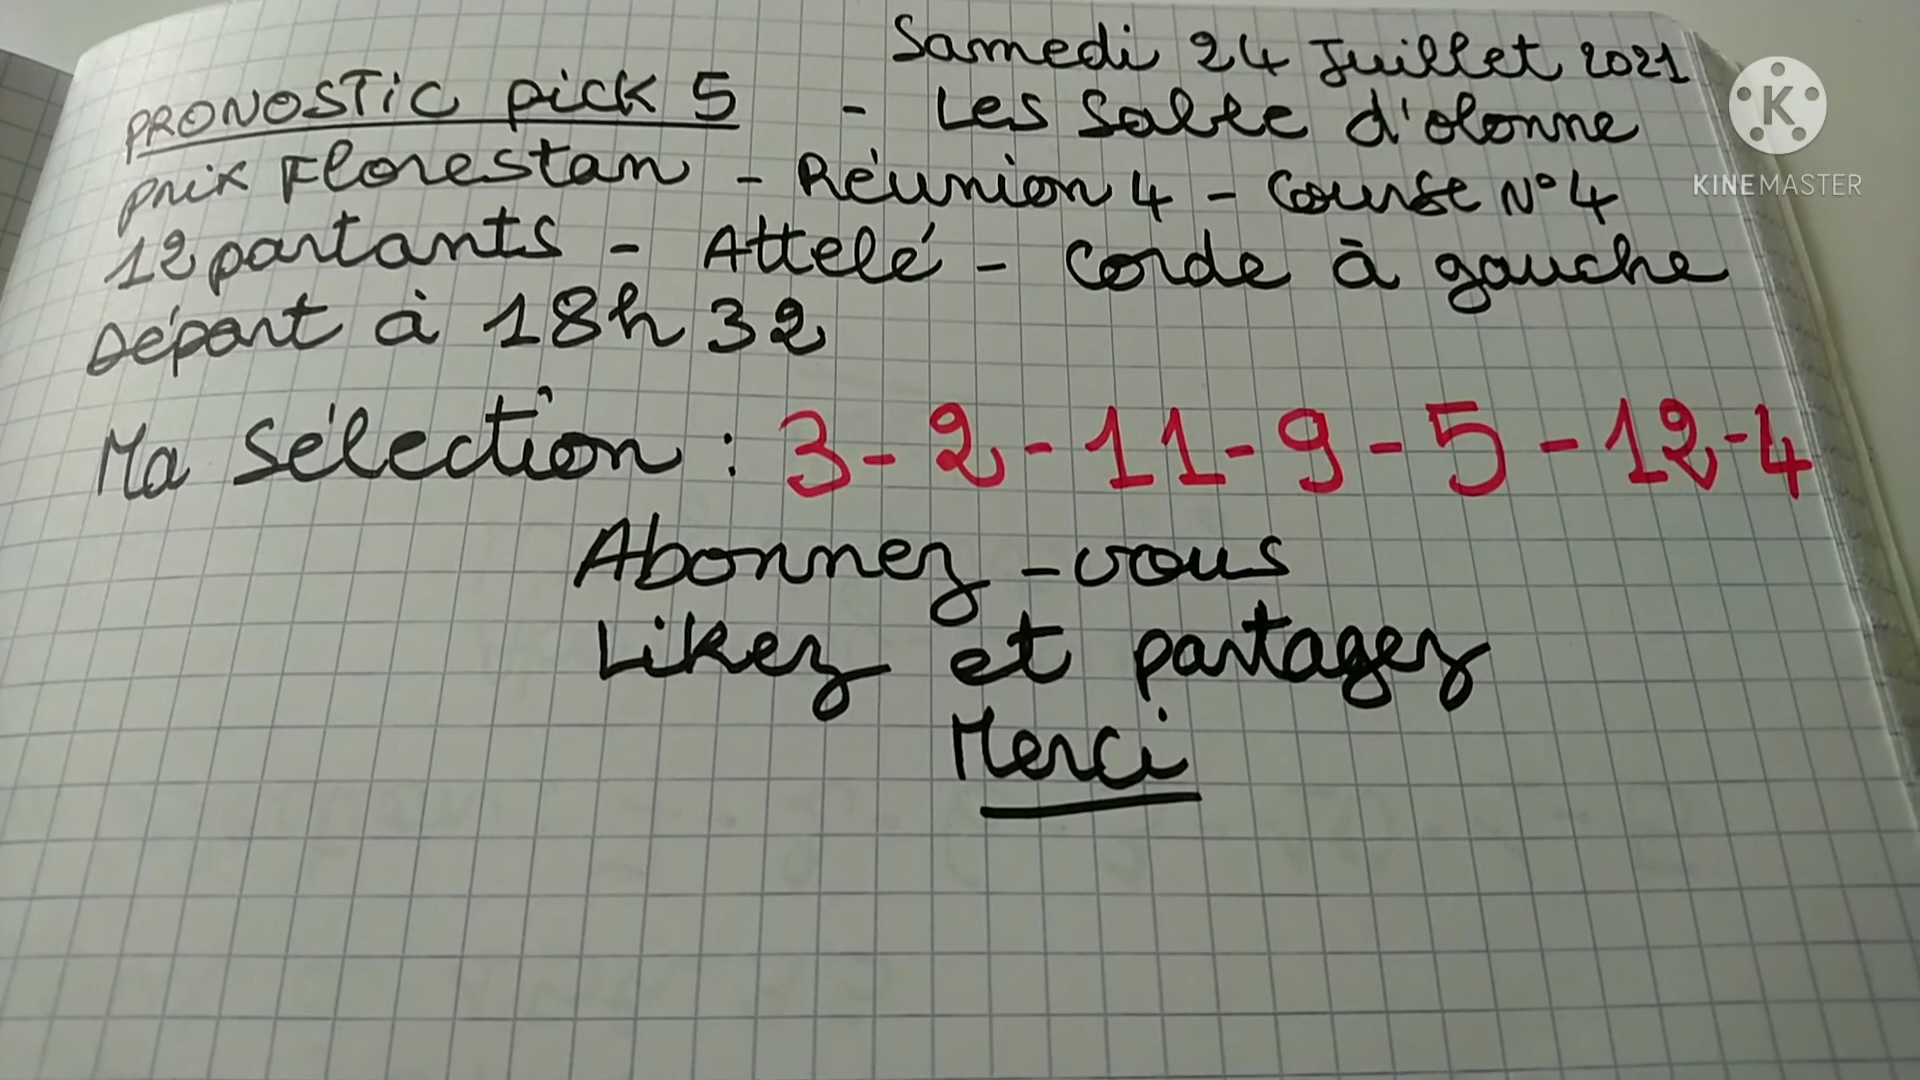 Samedi 24 Juillet 2021
PRONOSTiC pick 5 - Les Sable d'olonne
prix Florestan - Réunion 4 - Course N°4
12 partants - Attelé - Corde à gauche
Départ à 18h32
Ma sélection : 3-2-11-9-5-12-4
Abonnez-vous
Likez et partagez
Merci
K
KINEMASTER